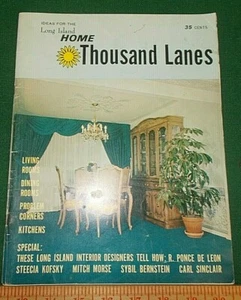 IDEAS FOR THE
Long Island
HOME
35 CENTS
Thousand Lanes
LIVING
ROOMS
DINING
ROOMS
PROBLEM
CORNERS
KITCHENS
SPECIAL:
THESE LONG ISLAND INTERIOR DESIGNERS TELL HOW; R. PONCE DE LEON
STEECIA KOFSKY MITCH MORSE SYBIL BERNSTEIN CARL SINCLAIR